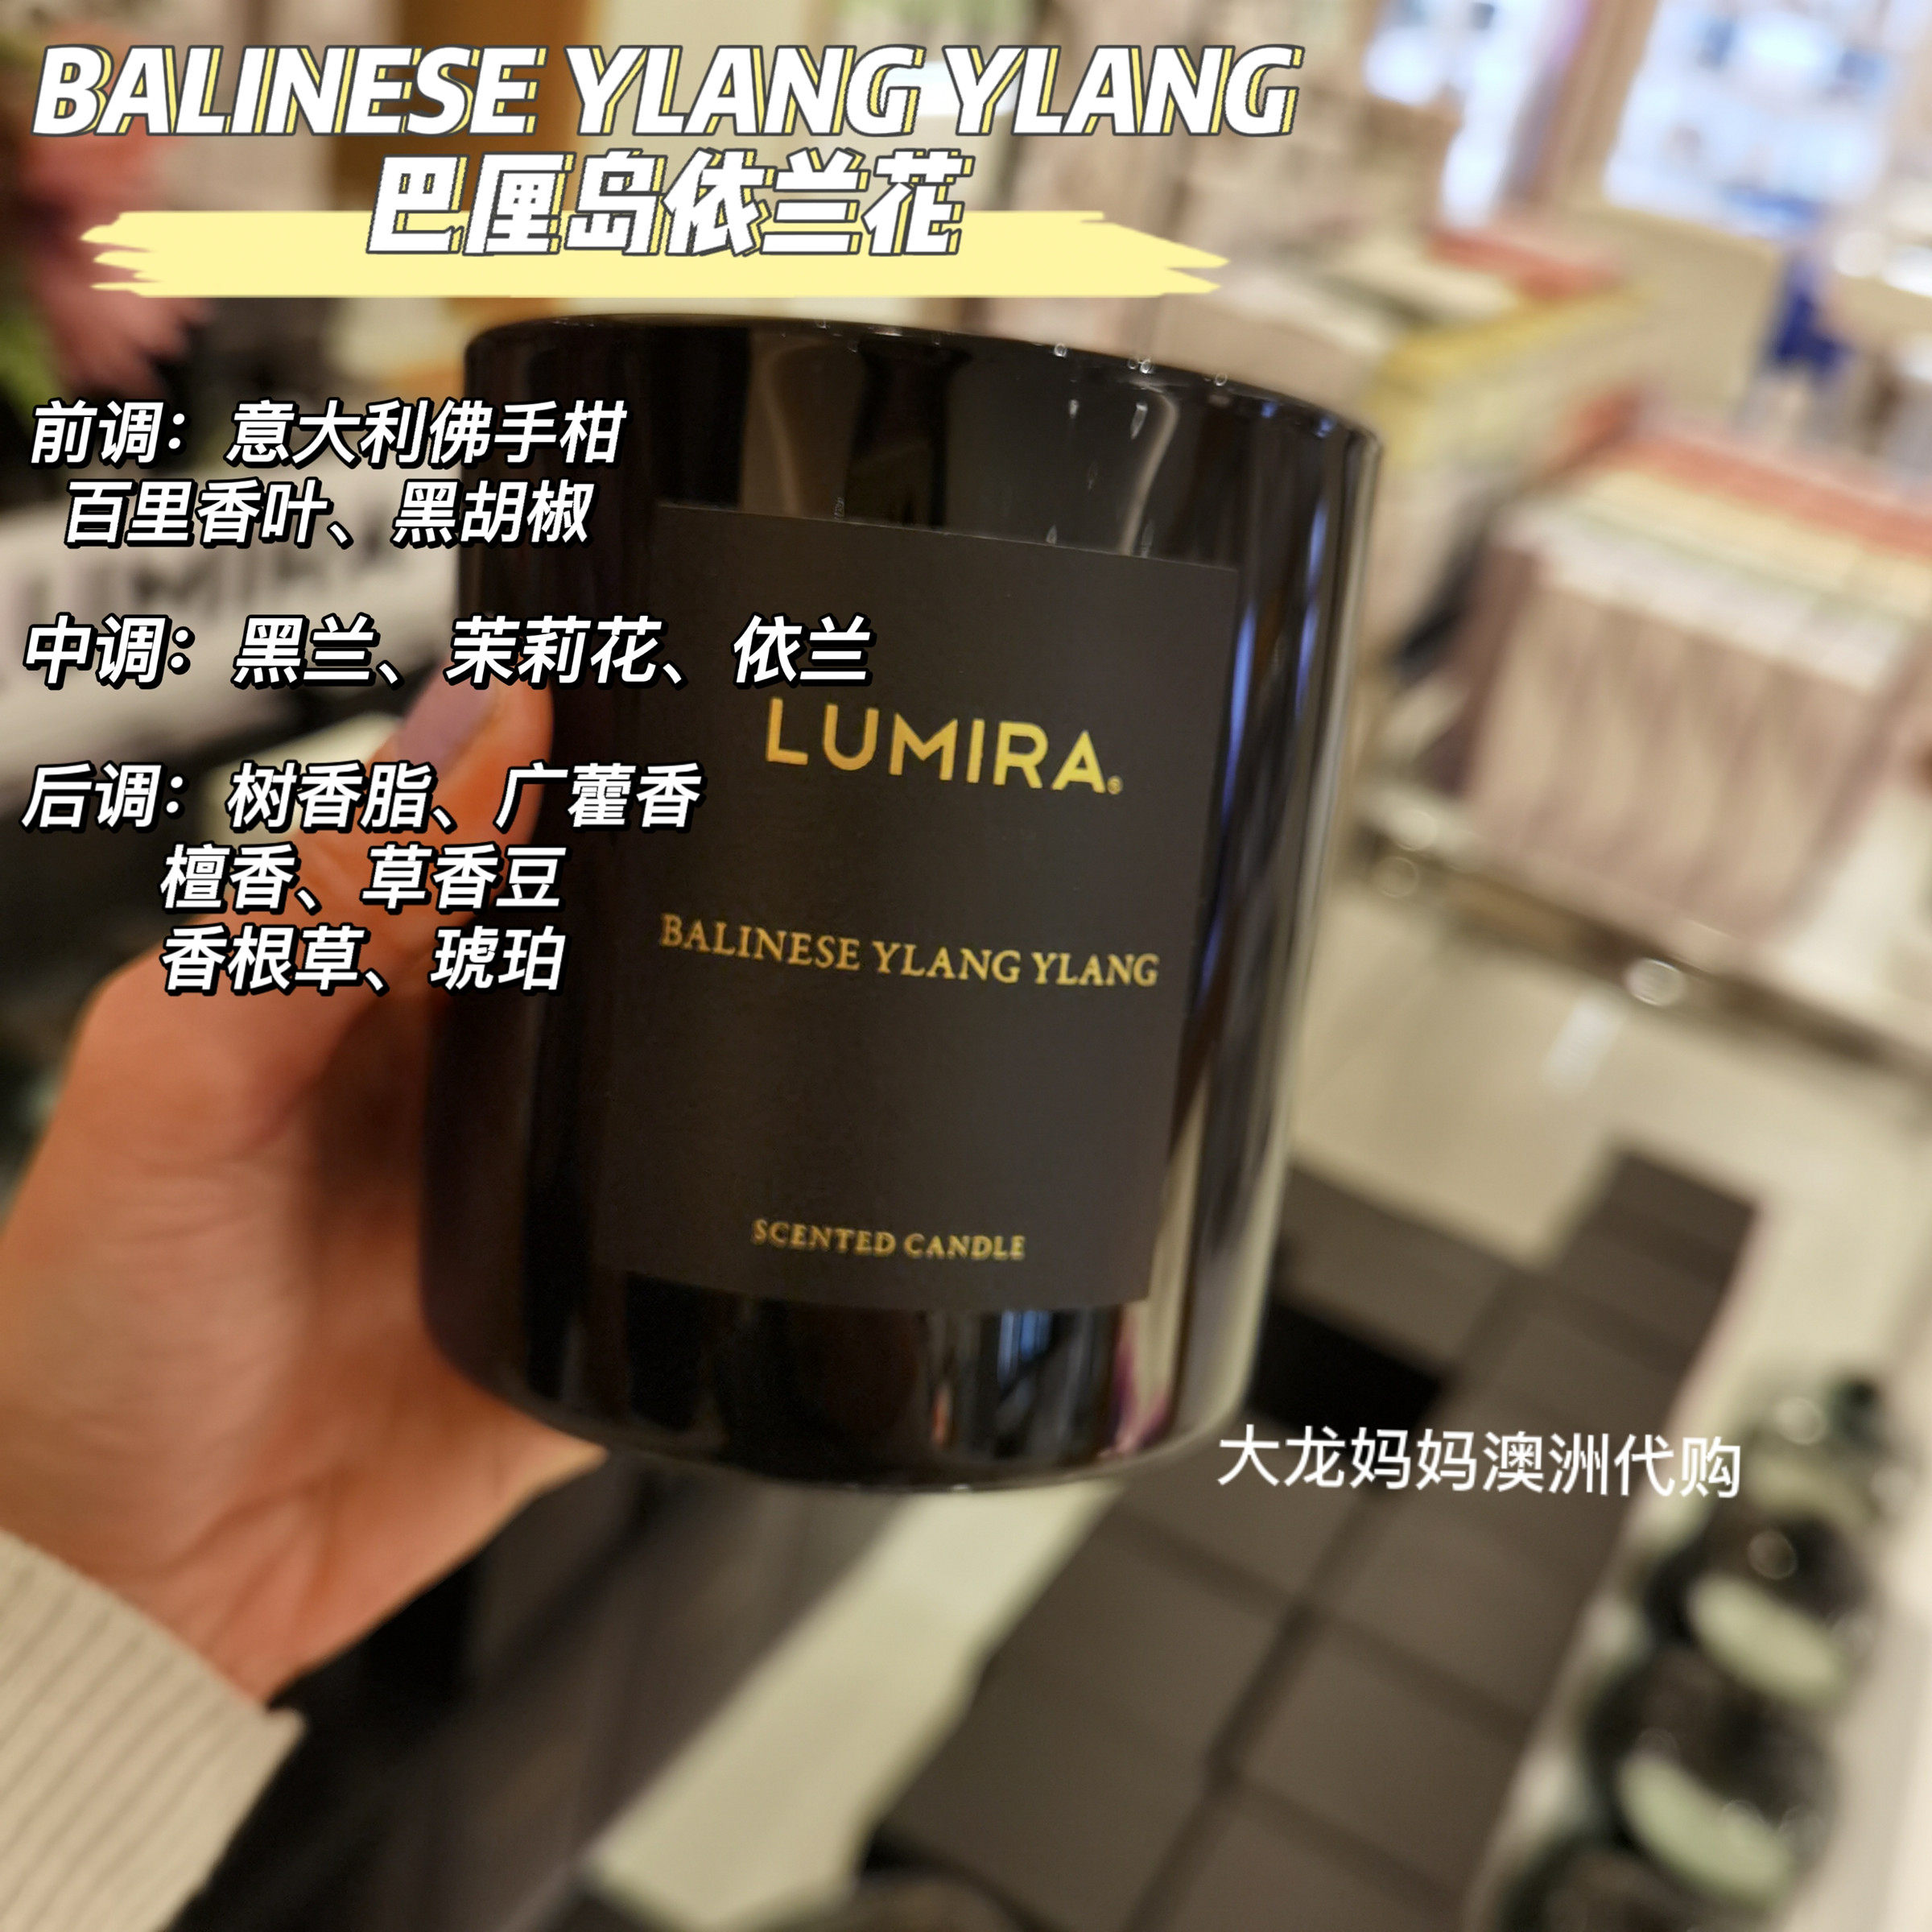 BALINESE YLANG YLANG
巴厘岛依兰花
前调：意大利佛手柑
百里香叶、黑胡椒
中调：黑兰、茉莉花、依兰
后调：树香脂、广藿香
檀香、草香豆
香根草、琥珀
LUMIRA®
BALINESE YLANG YLANG
SCENTED CANDLE
大龙妈妈澳洲代购
LUMIRA